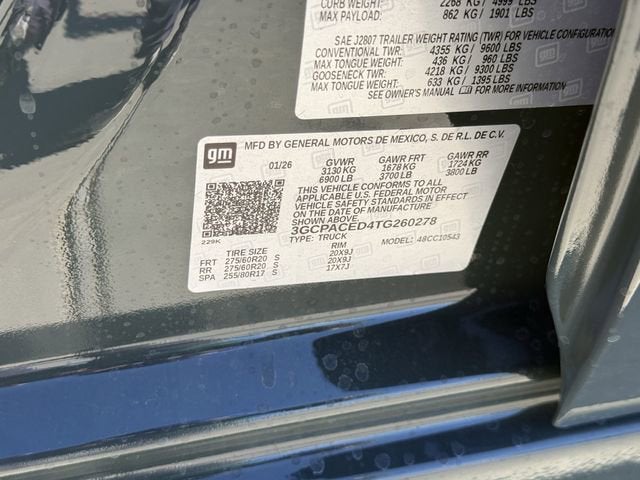 CURB WEIGHT 2268 KG / 4999 LBS
MAX PAYLOAD: 862 KG / 1901 LBS
SAE J2807 TRAILER WEIGHT RATING (TWR) FOR VEHICLE CONFIGURATION
CONVENTIONAL TWR: 4355 KG / 9600 LBS
MAX TONGUE WEIGHT: 436 KG / 960 LBS
GOOSENECK TWR: 4218 KG / 9300 LBS
MAX TONGUE WEIGHT: 633 KG / 1395 LBS
SEE OWNER'S MANUAL FOR MORE INFORMATION
gm MFD BY GENERAL MOTORS DE MEXICO, S. DE R.L. DE C.V.
01/26 GVWR GAWR FRT GAWR RR
3130 KG 1678 KG 1724 KG
6900 LB 3700 LB 3800 LB
THIS VEHICLE CONFORMS TO ALL
APPLICABLE U.S. FEDERAL MOTOR
VEHICLE SAFETY STANDARDS IN EFFECT ON
THE DATE OF MANUFACTURE SHOWN ABOVE.
3GCPACED4TG260278
229K TYPE: TRUCK MODEL: 48CC10543
TIRE SIZE RIM
FRT 275/60R20 S 20X9J
RR 275/60R20 S 20X9J
SPA 255/80R17 S 17X7J